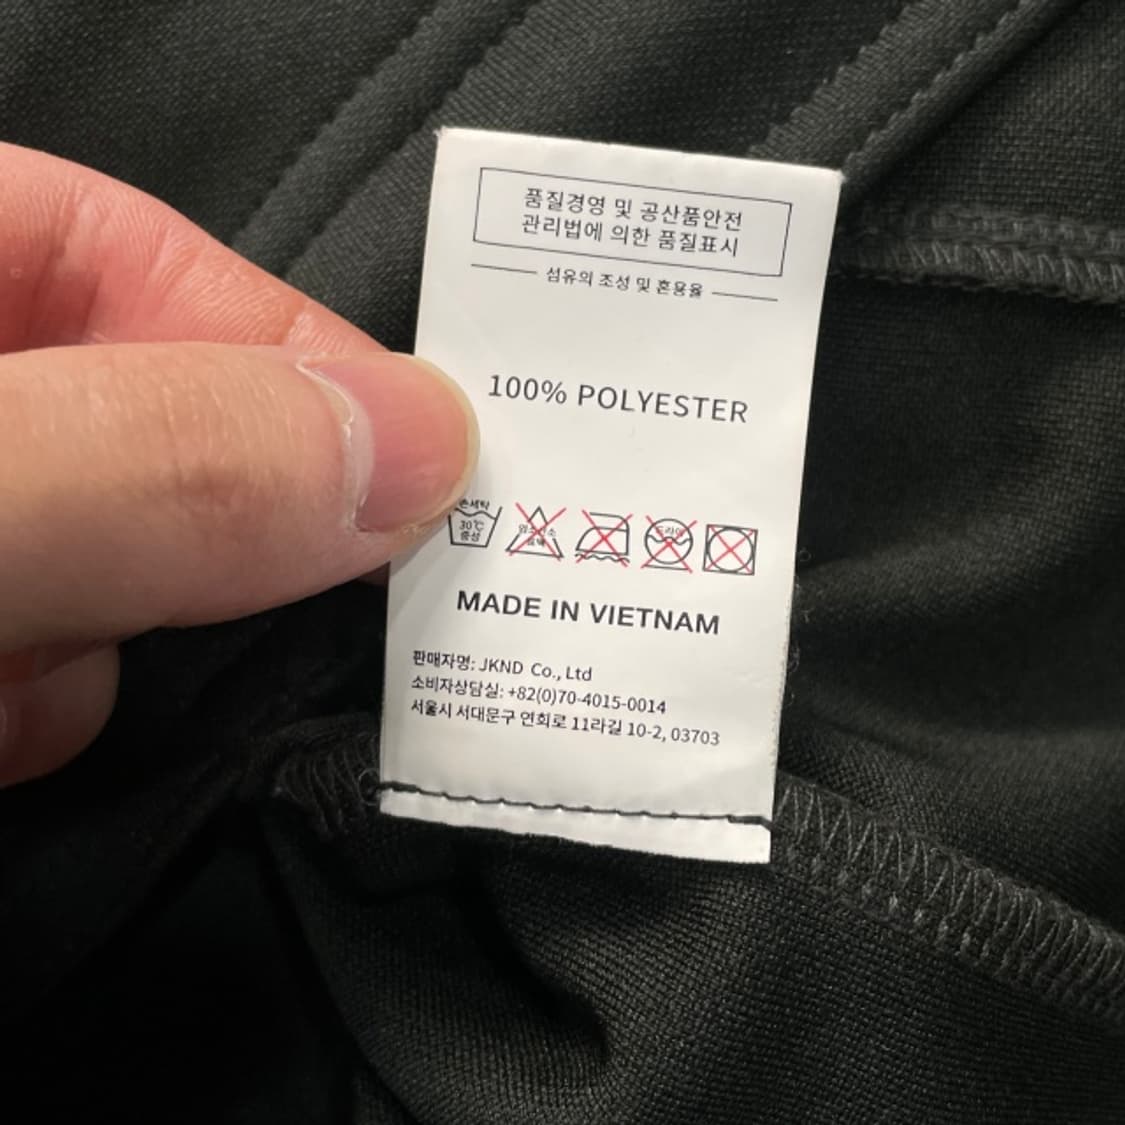 품질경영 및 공산품안전
관리법에 의한 품질표시
섬유의 조성 및 혼용율
100% POLYESTER
손세탁
30℃
중성
드라이
MADE IN VIETNAM
판매자명: JKND Co., Ltd
소비자상담실: +82(0)70-4015-0014
서울시 서대문구 연희로 11라길 10-2, 03703